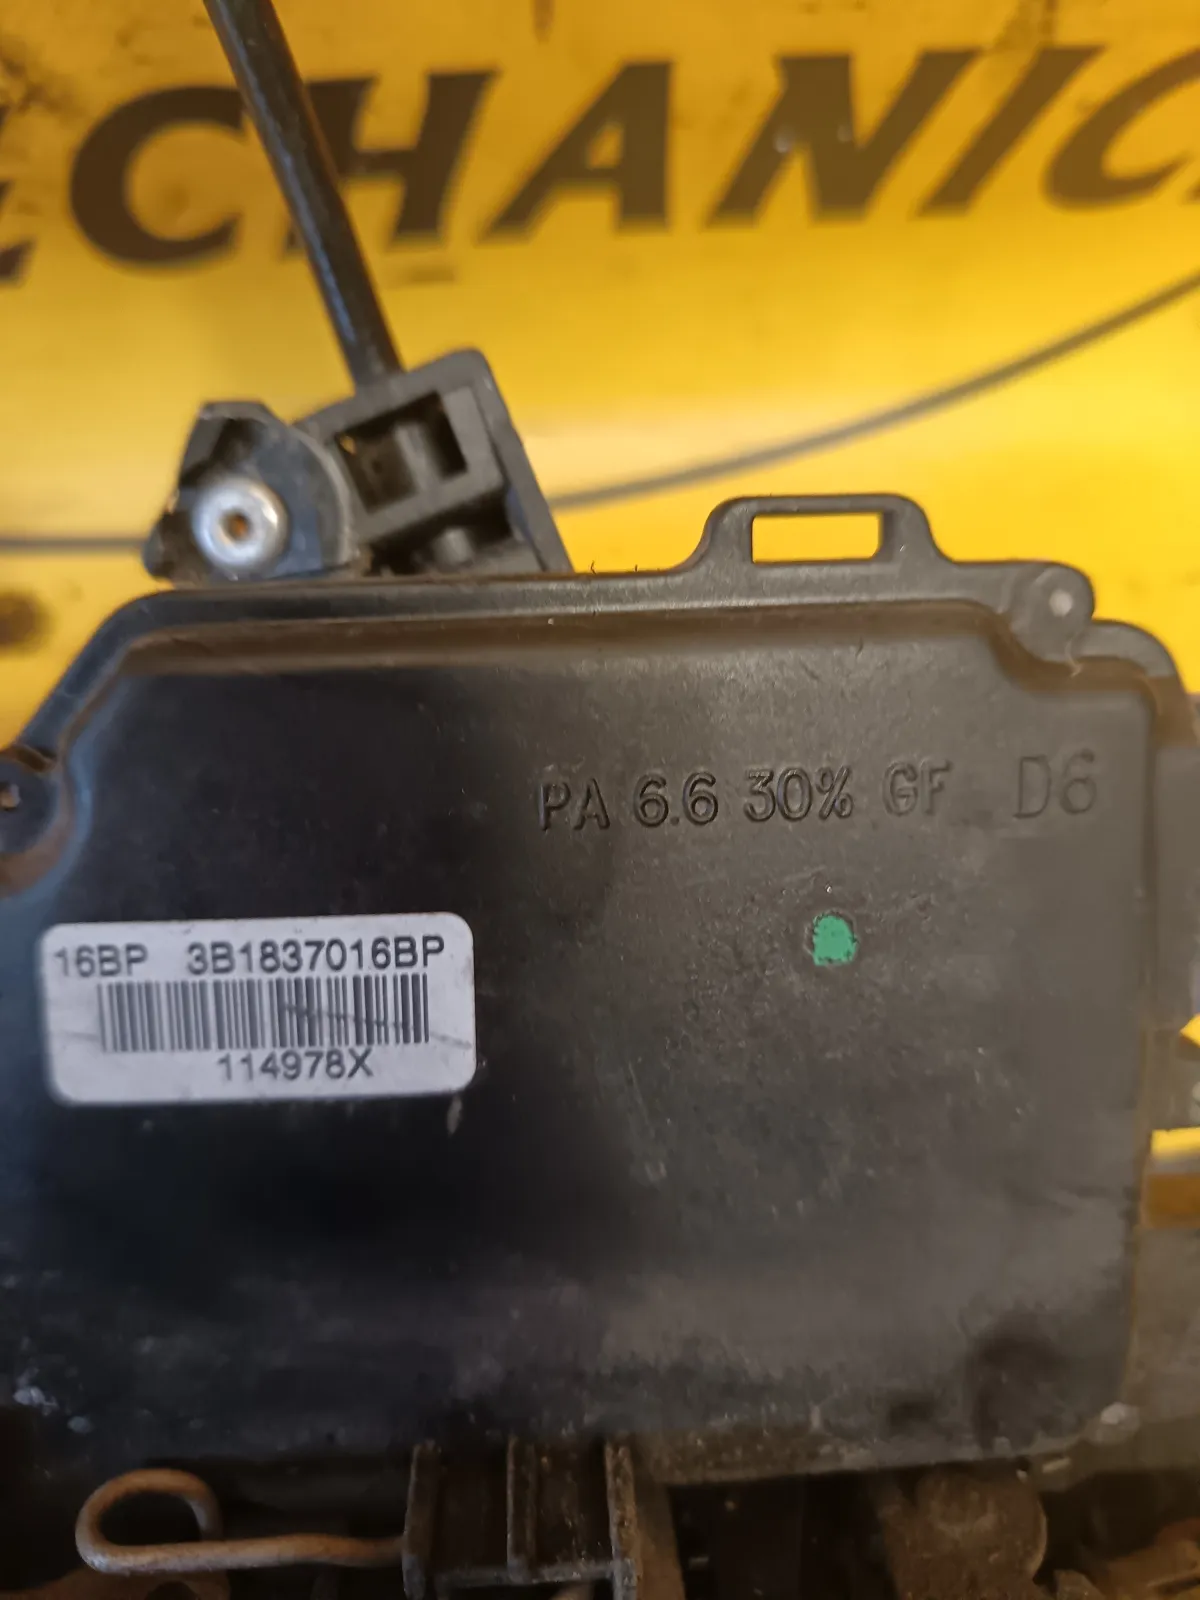 ECHANIC
PA 6.6 30% GF D6
16BP 3B1837016BP
114978X